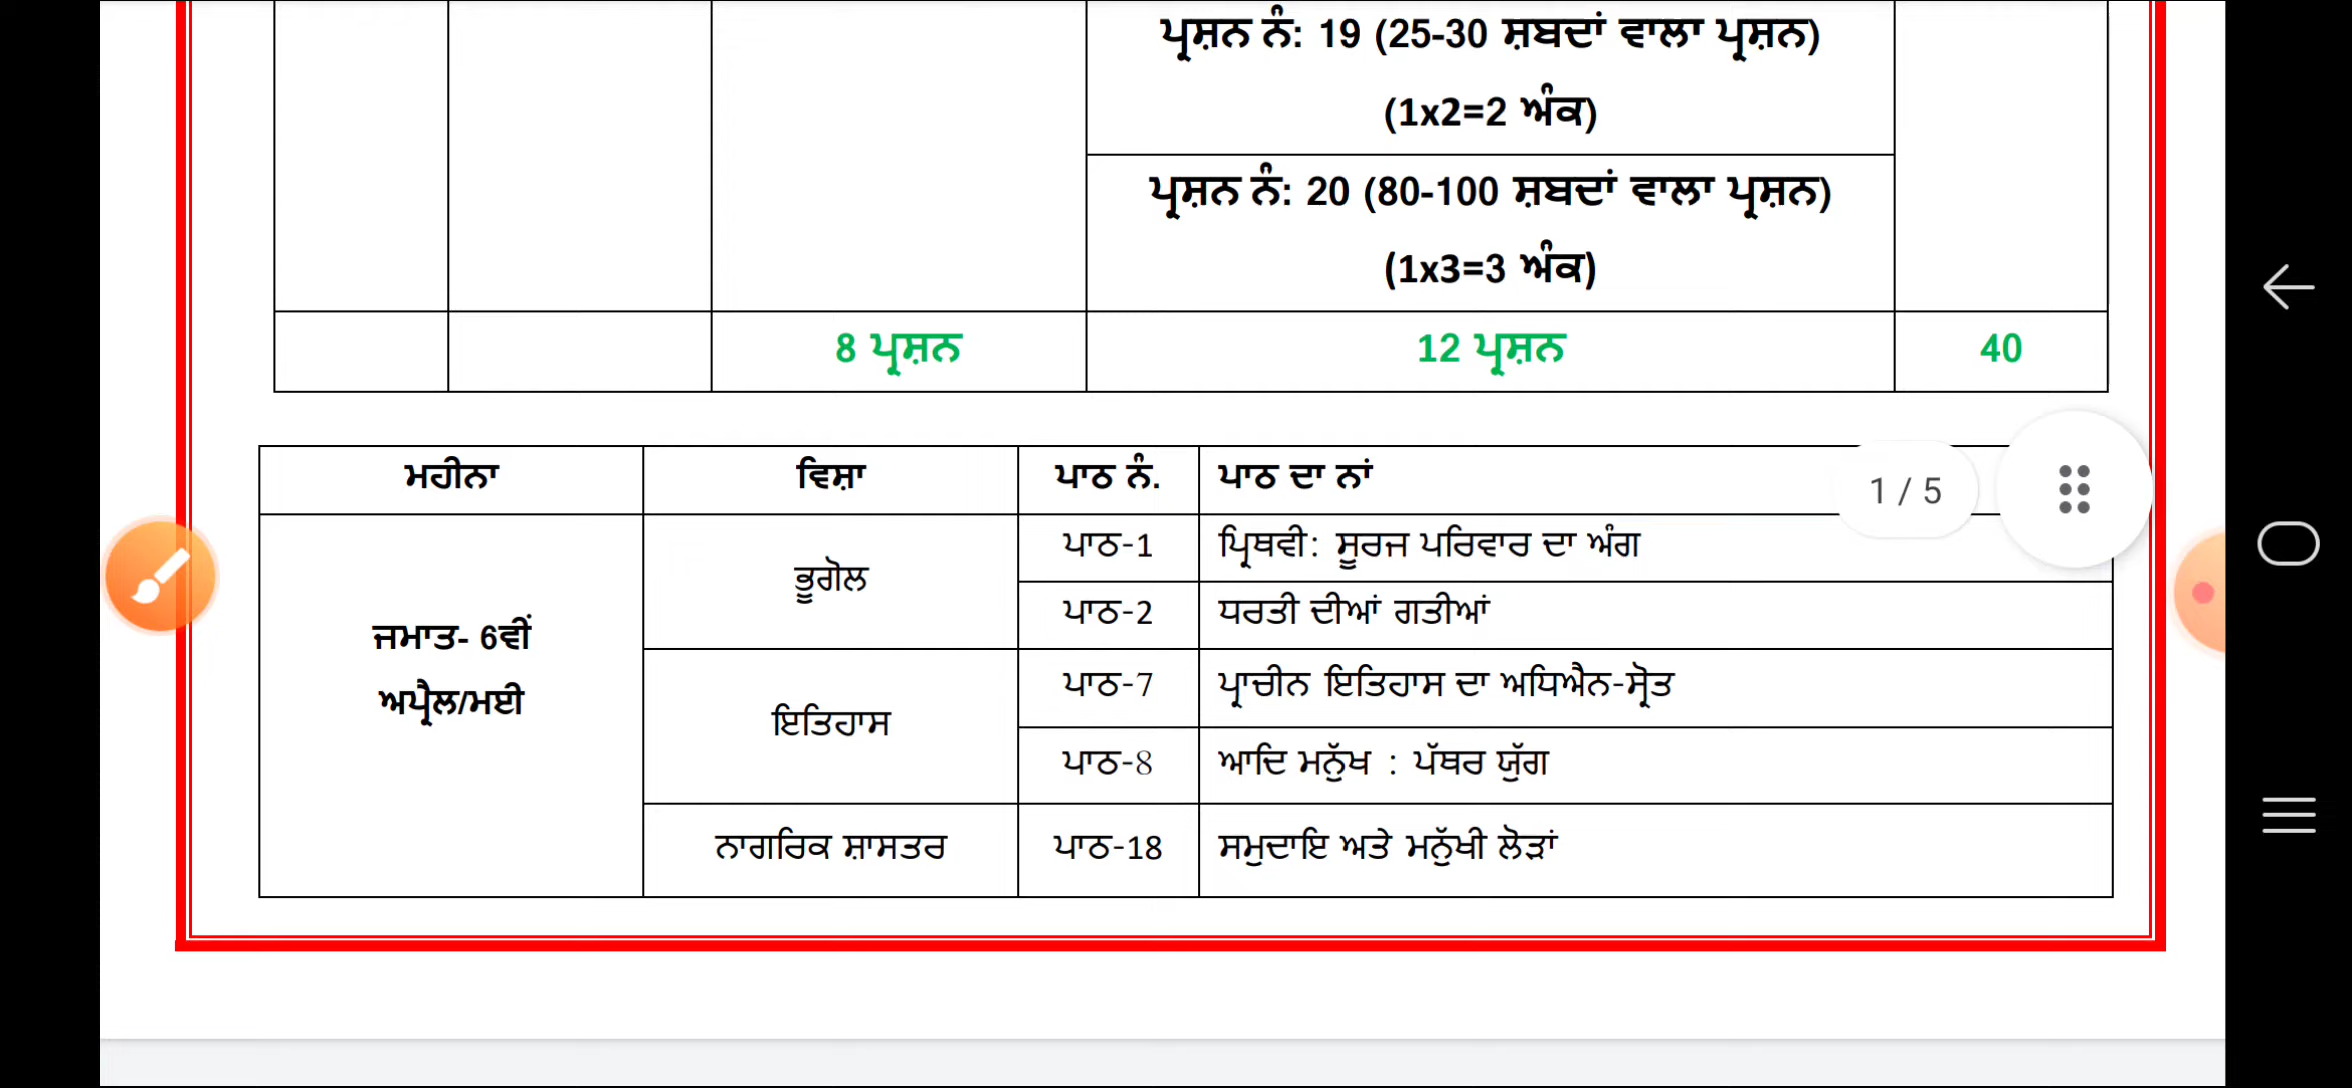 ਪ੍ਰਸ਼ਨ ਨੰ: 19 (25-30 ਸ਼ਬਦਾਂ ਵਾਲਾ ਪ੍ਰਸ਼ਨ)
(1x2=2 ਅੰਕ)
ਪ੍ਰਸ਼ਨ ਨੰ: 20 (80-100 ਸ਼ਬਦਾਂ ਵਾਲਾ ਪ੍ਰਸ਼ਨ)
(1x3=3 ਅੰਕ)
8 ਪ੍ਰਸ਼ਨ 12 ਪ੍ਰਸ਼ਨ 40
ਮਹੀਨਾ ਵਿਸ਼ਾ ਪਾਠ ਨੰ. ਪਾਠ ਦਾ ਨਾਂ
1 / 5
ਜਮਾਤ- 6ਵੀਂ
ਅਪ੍ਰੈਲ/ਮਈ
ਭੂਗੋਲ
ਪਾਠ-1 ਪ੍ਰਿਥਵੀ: ਸੂਰਜ ਪਰਿਵਾਰ ਦਾ ਅੰਗ
ਪਾਠ-2 ਧਰਤੀ ਦੀਆਂ ਗਤੀਆਂ
ਇਤਿਹਾਸ
ਪਾਠ-7 ਪ੍ਰਾਚੀਨ ਇਤਿਹਾਸ ਦਾ ਅਧਿਐਨ-ਸ੍ਰੋਤ
ਪਾਠ-8 ਆਦਿ ਮਨੁੱਖ : ਪੱਥਰ ਯੁੱਗ
ਨਾਗਰਿਕ ਸ਼ਾਸਤਰ ਪਾਠ-18 ਸਮੁਦਾਇ ਅਤੇ ਮਨੁੱਖੀ ਲੋੜਾਂ